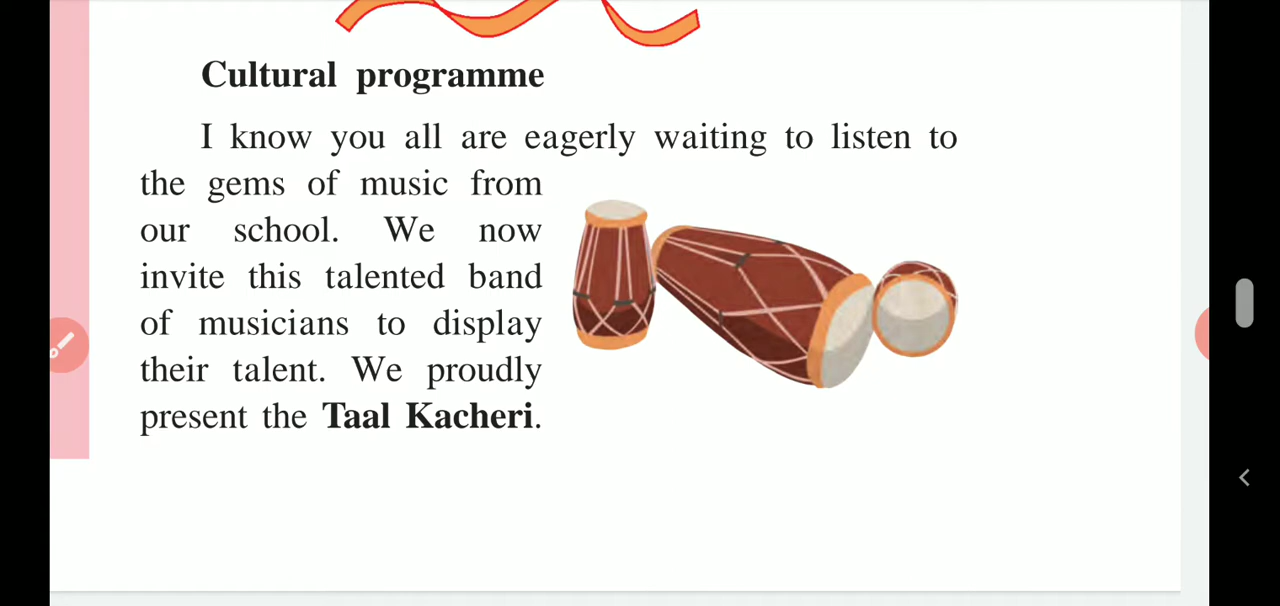 Cultural programme
I know you all are eagerly waiting to listen to
the gems of music from
our school. We now
invite this talented band
of musicians to display
their talent. We proudly
present the Taal Kacheri.